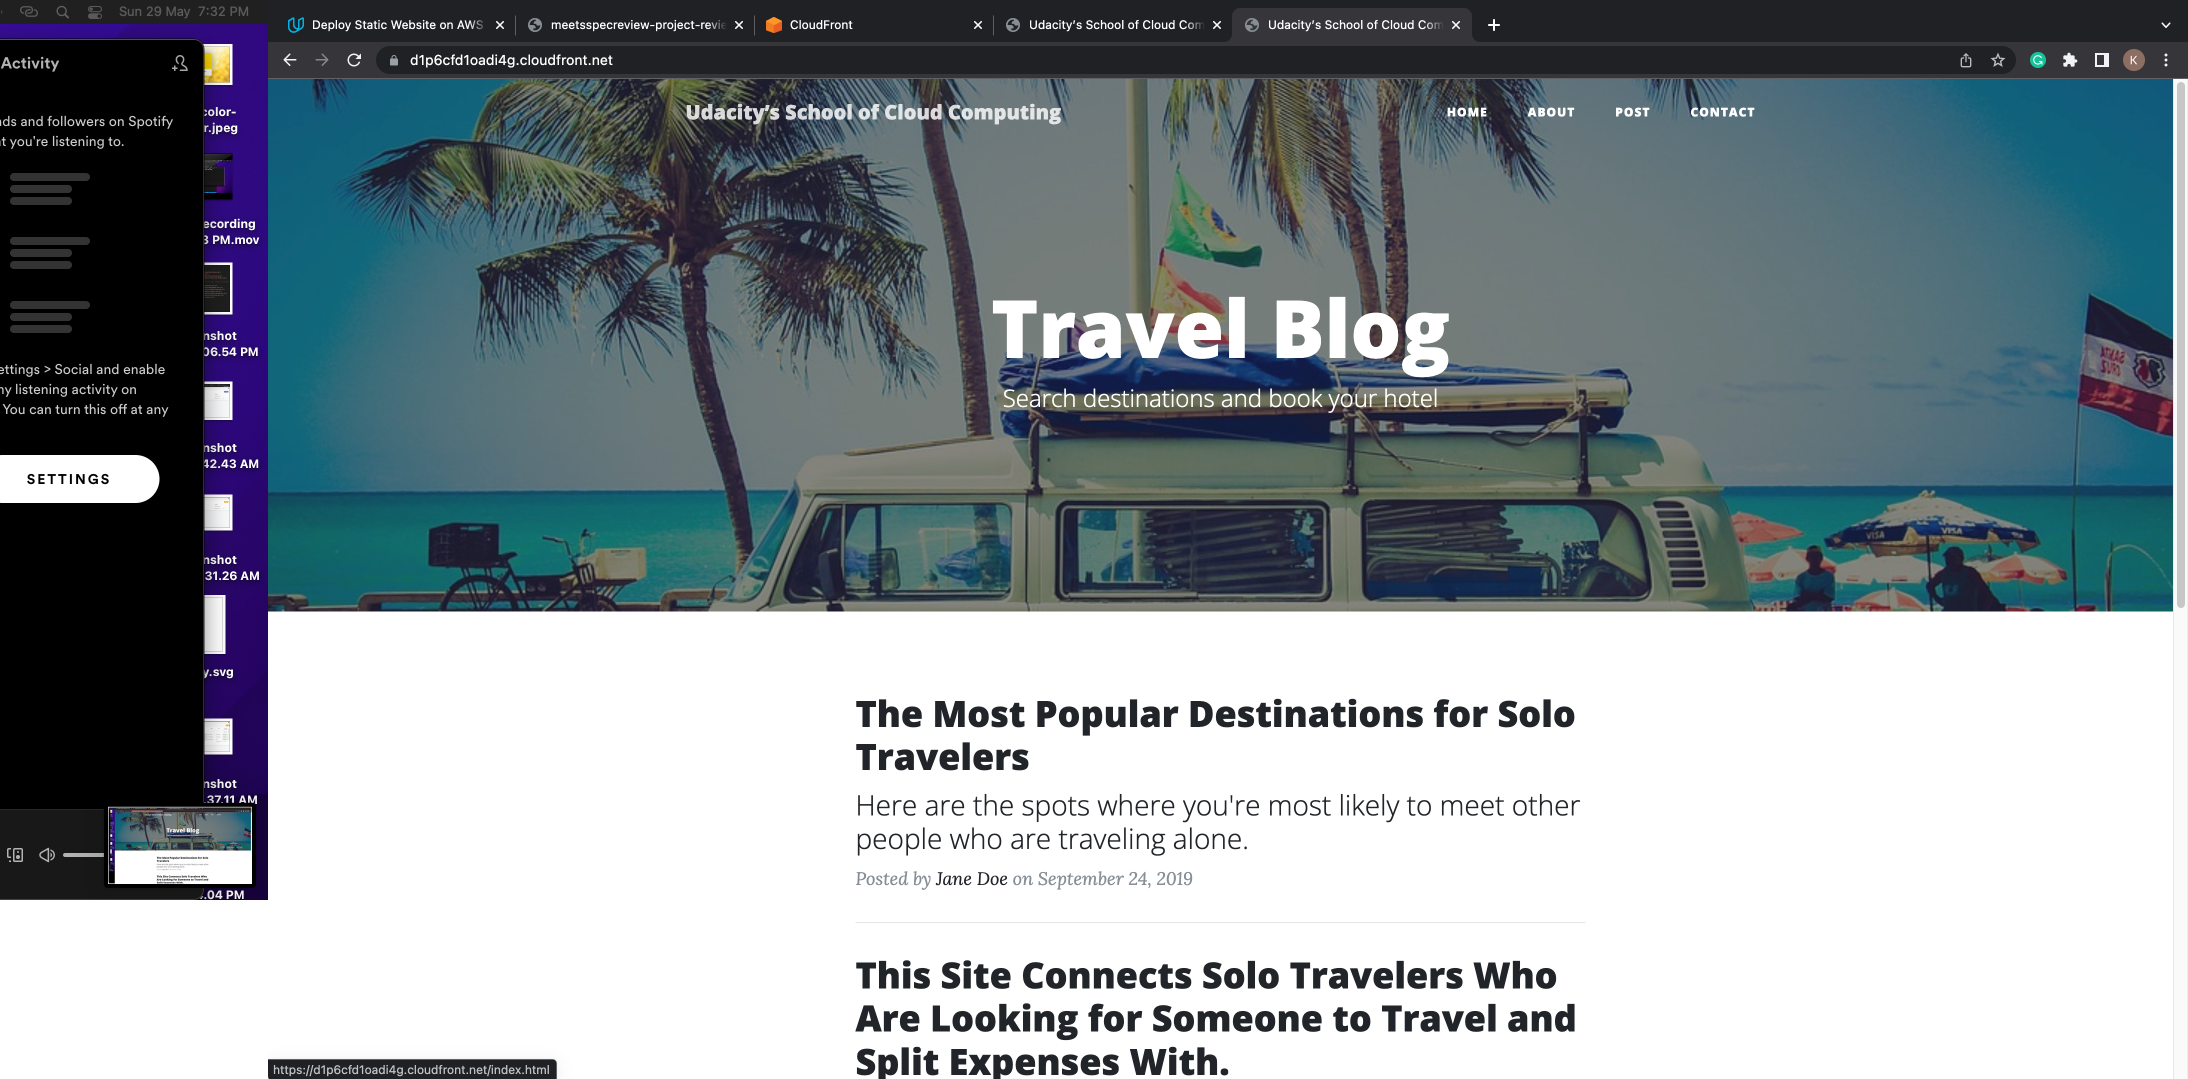 Sun 29 May 7:32 PM
Activity
ds and followers on Spotify
t you're listening to.
ettings > Social and enable
ny listening activity on
You can turn this off at any
SETTINGS
color-
r.jpeg
ecording
3 PM.mov
nshot
06.54 PM
nshot
42.43 AM
nshot
31.26 AM
y.svg
nshot
37.11 AM
.04 PM
Deploy Static Website on AWS
meetsspecreview-project-revie
CloudFront
Udacity's School of Cloud Com
Udacity's School of Cloud Com
d1p6cfd1oadi4g.cloudfront.net
K
Udacity's School of Cloud Computing
HOME ABOUT POST CONTACT
Travel Blog
Search destinations and book your hotel
VISA
The Most Popular Destinations for Solo
Travelers
Here are the spots where you're most likely to meet other
people who are traveling alone.
Posted by Jane Doe on September 24, 2019
This Site Connects Solo Travelers Who
Are Looking for Someone to Travel and
Split Expenses With.
https://d1p6cfd1oadi4g.cloudfront.net/index.html
Travel Blog